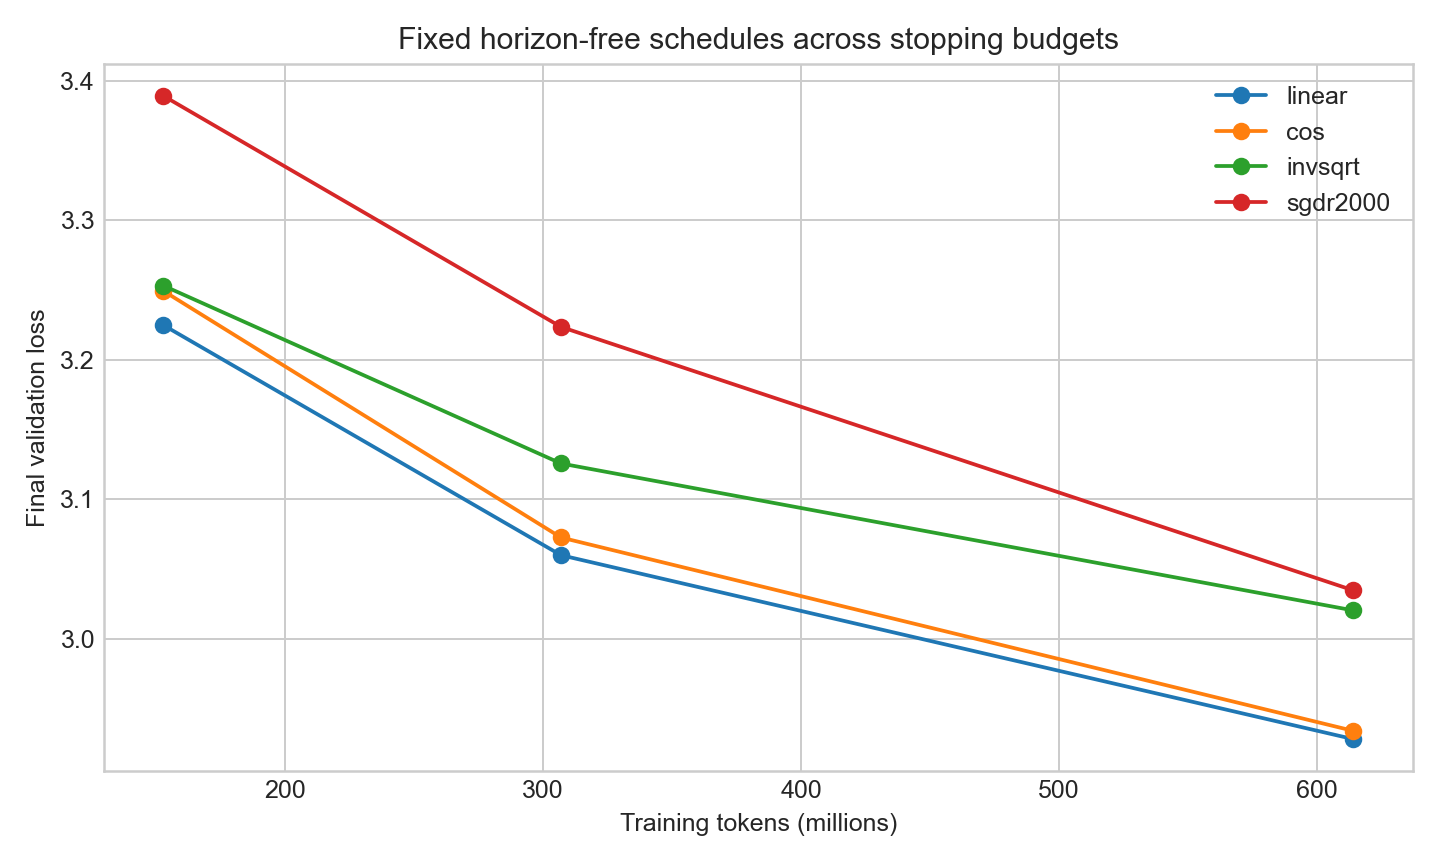 Fixed horizon-free schedules across stopping budgets
3.4
3.3
3.2
3.1
3.0
Final validation loss
linear
cos
invsqrt
sgdr2000
200
300
400
500
600
Training tokens (millions)